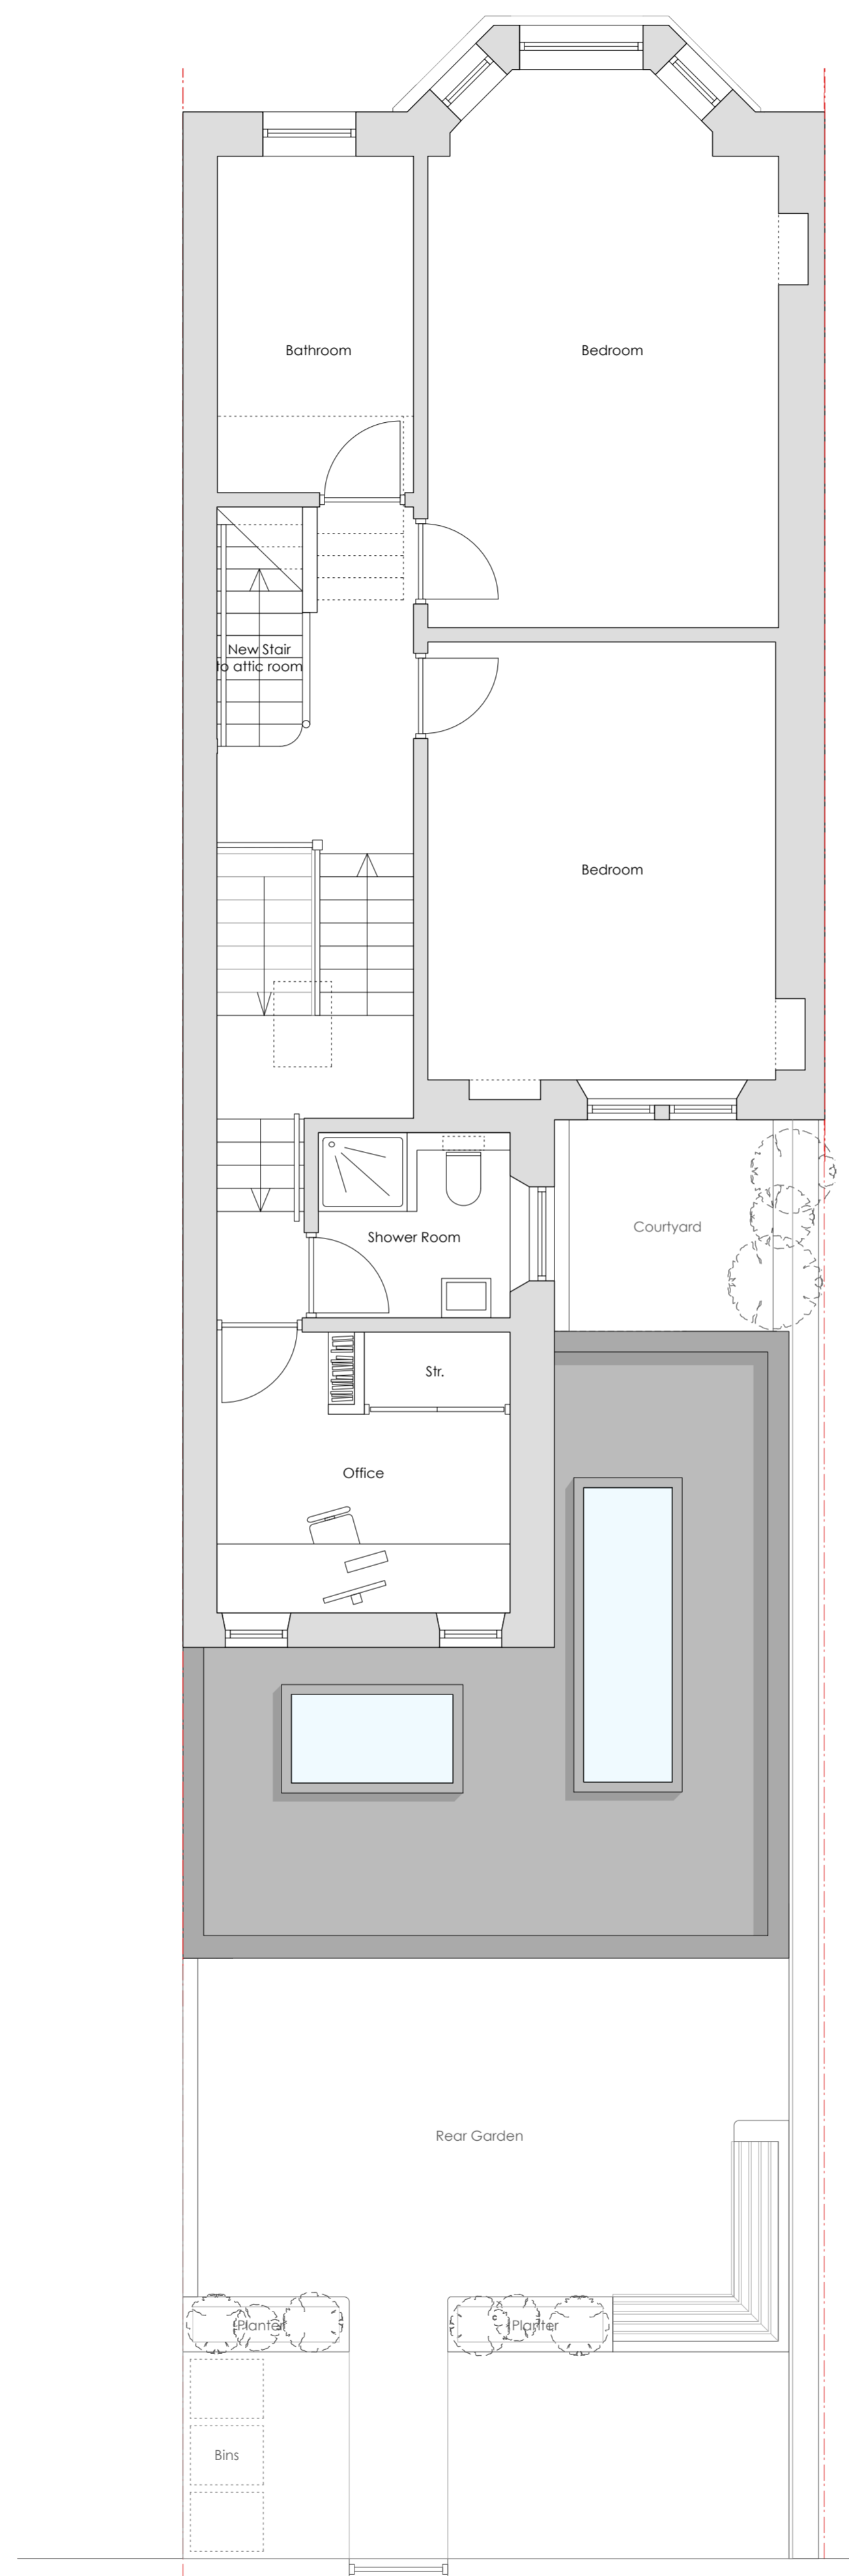 Bathroom
Bedroom
New Stair
to attic room
Bedroom
Courtyard
Shower Room
Str.
Office
Rear Garden
Planter
Planter
Bins